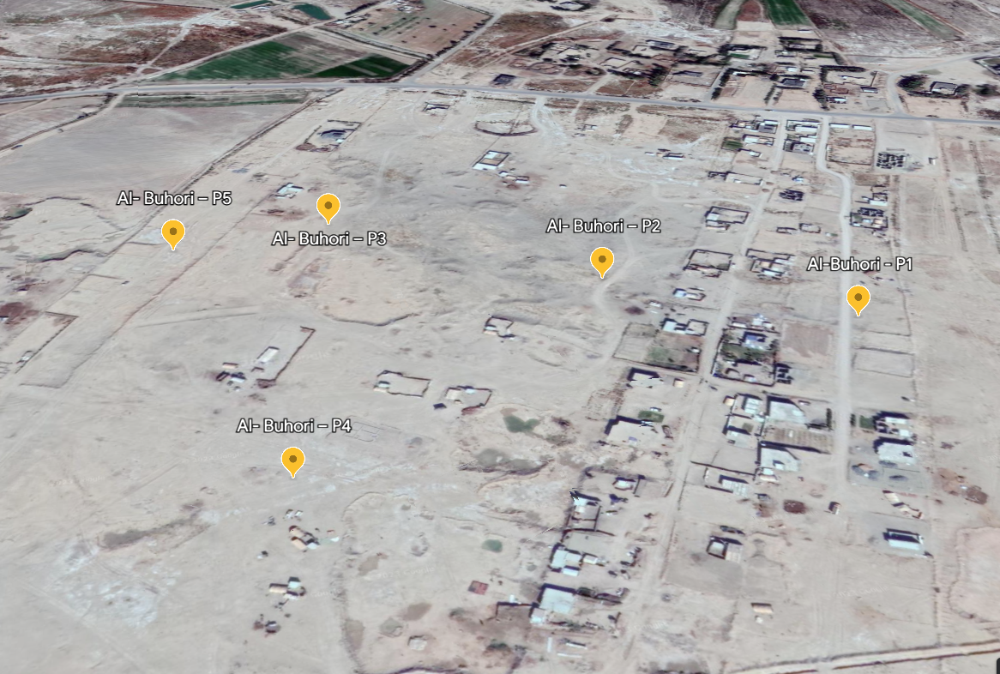 Al- Buhori – P5
Al- Buhori – P3
Al- Buhori – P2
Al-Buhori - P1
Al- Buhori – P4